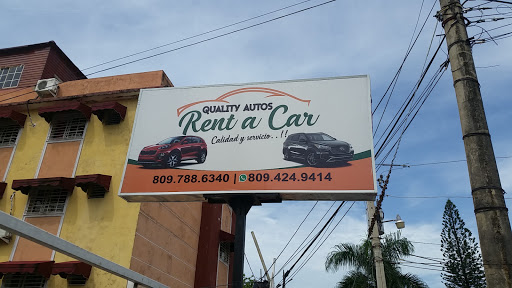 QUALITY AUTOS
Rent a Car
Calidad y servicio..!!
809.788.6340 | 809.424.9414